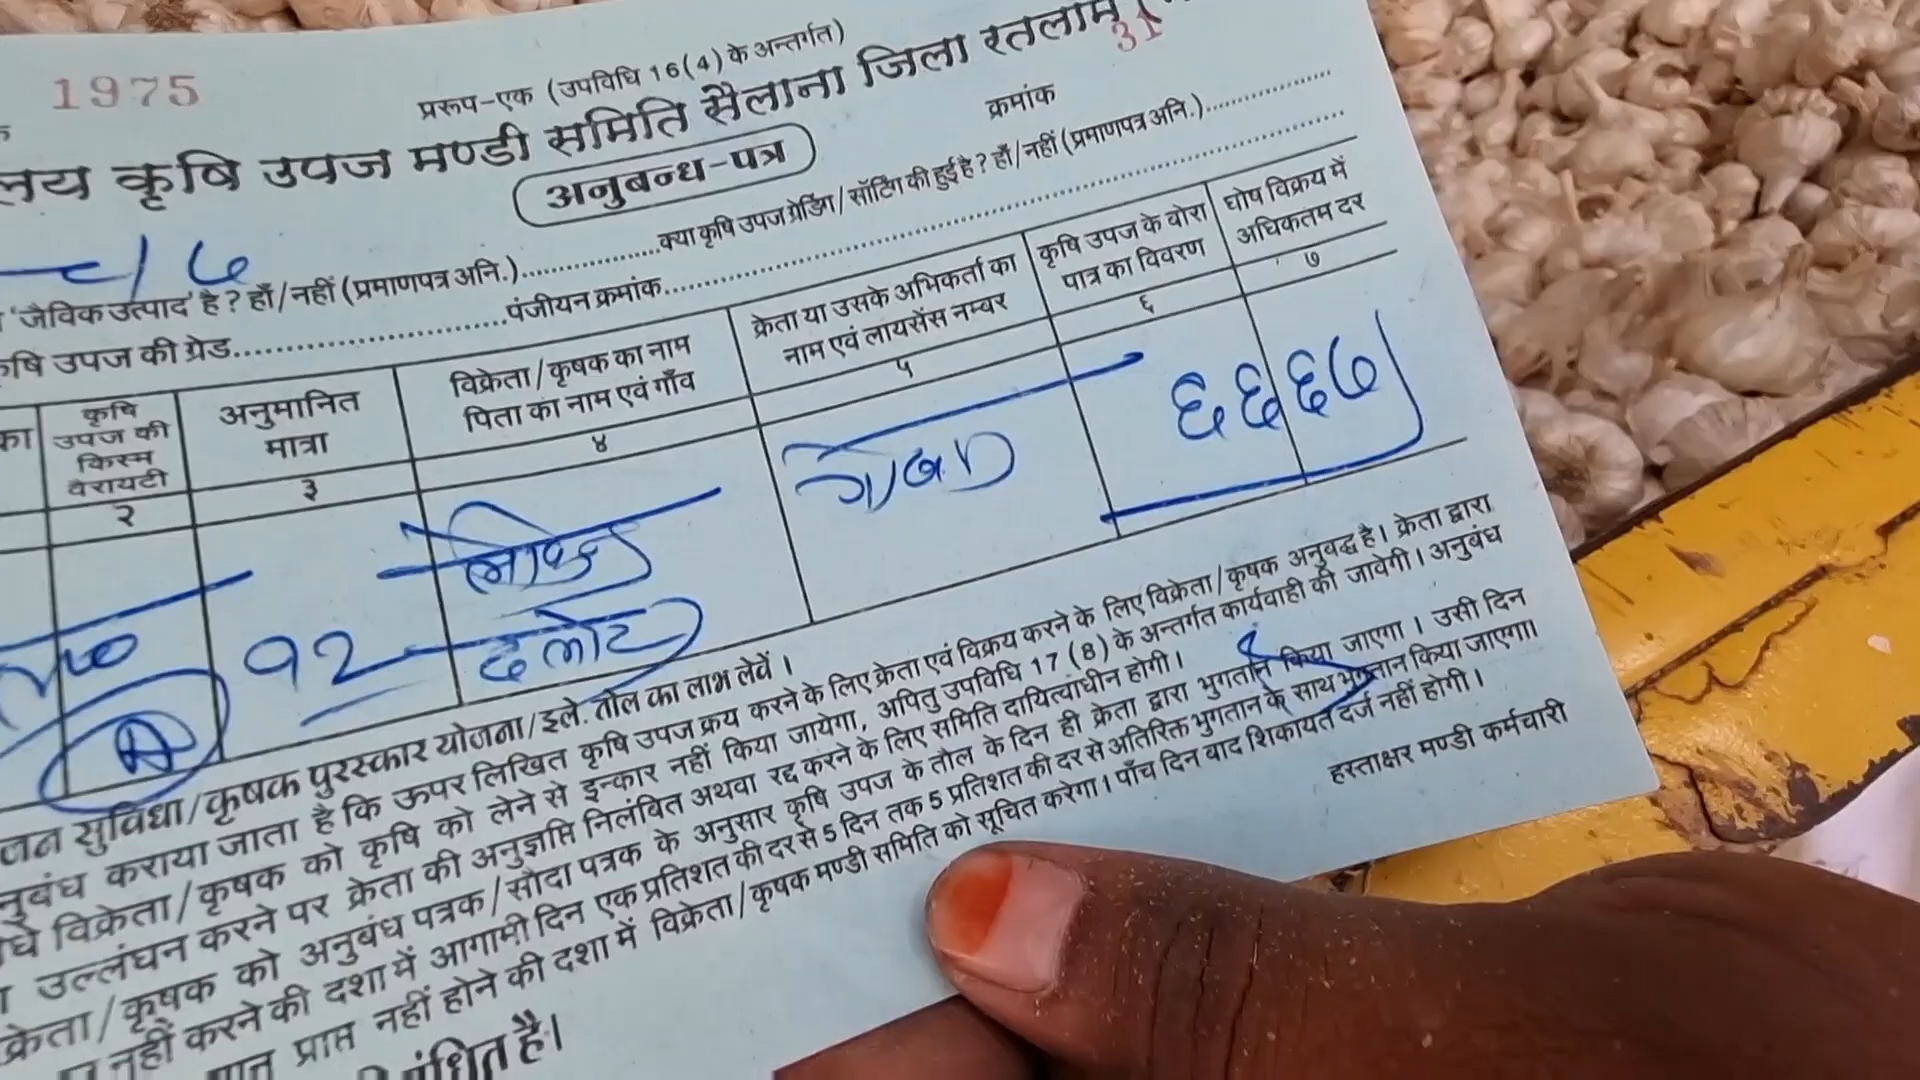 1975
प्ररूप-एक (उपविधि 16(4) के अन्तर्गत)
31
कृषि उपज मण्डी समिति सैलाना जिला रतलाम
क्रमांक
अनुबन्ध-पत्र
'जैविक उत्पाद' है? हाँ/नहीं (प्रमाणपत्र अनि.)....................क्या कृषि उपज ग्रेडिंग/सॉर्टिंग की हुई है? हाँ/नहीं (प्रमाणपत्र अनि.)....................
कृषि उपज की ग्रेड........................................पंजीयन क्रमांक........................................
का
कृषि उपज की किस्म वैरायटी
अनुमानित मात्रा
विक्रेता/कृषक का नाम पिता का नाम एवं गाँव
क्रेता या उसके अभिकर्ता का नाम एवं लायसेंस नम्बर
कृषि उपज के वोरा पात्र का विवरण
घोष विक्रय में अधिकतम दर
२ ३ ४ ५ ६ ७
A १२ ६६६७
सुविधा/कृषक पुरस्कार योजना/इले. तौल का लाभ लेवें।
कराया जाता है कि ऊपर लिखित कृषि उपज क्रय करने के लिए क्रेता एवं विक्रय करने के लिए विक्रेता/कृषक अनुवद्ध है। क्रेता द्वारा
विक्रेता/कृषक को कृषि को लेने से इन्कार नहीं किया जायेगा, अपितु उपविधि 17(8) के अन्तर्गत कार्यवाही की जावेगी। अनुबंध
उल्लंघन करने पर क्रेता की अनुज्ञप्ति निलंबित अथवा रद्द करने के लिए समिति दायित्वाधीन होगी।
क्रेता/कृषक को अनुबंध पत्रक/सौदा पत्रक के अनुसार कृषि उपज के तौल के दिन ही क्रेता द्वारा भुगतान किया जाएगा। उसी दिन
नहीं करने की दशा में आगामी दिन एक प्रतिशत की दर से 5 दिन तक 5 प्रतिशत की दर से अतिरिक्त भुगतान के साथ भुगतान किया जाएगा।
प्राप्त नहीं होने की दशा में विक्रेता/कृषक मण्डी समिति को सूचित करेगा। पाँच दिन वाद शिकायत दर्ज नहीं होगी।
हस्ताक्षर मण्डी कर्मचारी